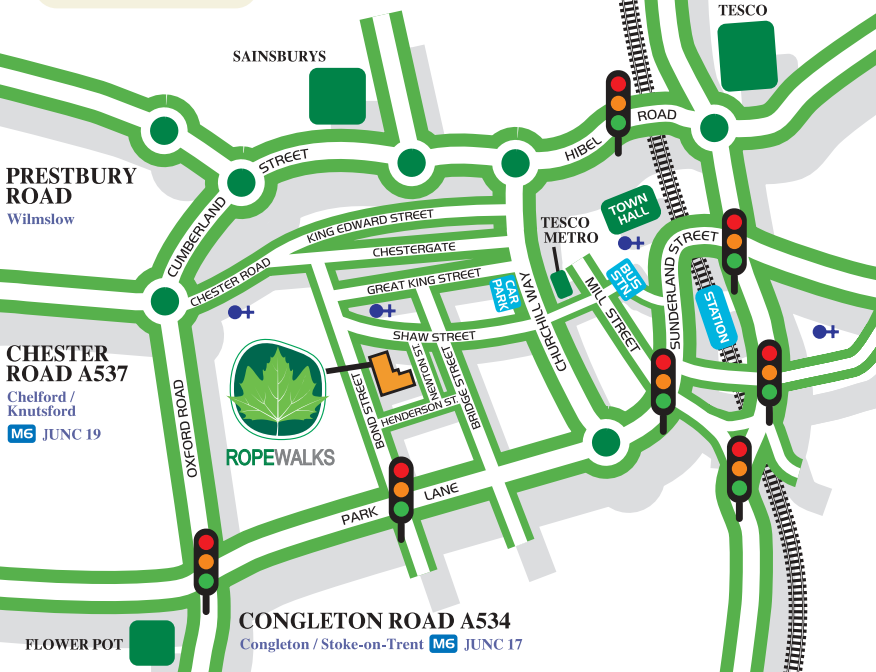 TESCO
SAINSBURYS
HIBEL
ROAD
STREET
PRESTBURY
ROAD
Wilmslow
CUMBERLAND
KING EDWARD STREET
TOWN
HALL
TESCO
METRO
CHESTERGATE
CHESTER ROAD
GREAT KING STREET
CAR
PARK
CHURCHILL WAY
BUS
STN.
MILL STREET
SUNDERLAND STREET
STATION
SHAW STREET
CHESTER
ROAD A537
Chelford /
Knutsford
M6 JUNC 19
OXFORD ROAD
ROPEWALKS
BOND STREET
NEWTON ST.
BRIDGE STREET
HENDERSON ST.
PARK
LANE
CONGLETON ROAD A534
Congleton / Stoke-on-Trent M6 JUNC 17
FLOWER POT